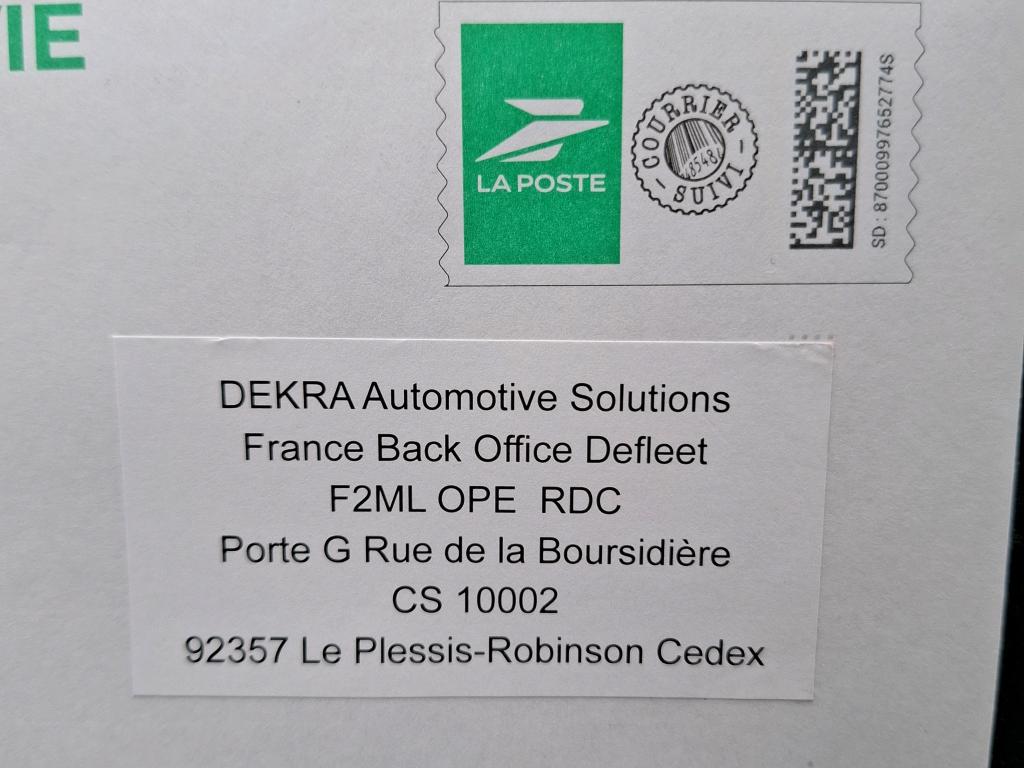 IE
LA POSTE
COURRIER
SUIVI
SD : 87000997652774S
DEKRA Automotive Solutions
France Back Office Defleet
F2ML OPE RDC
Porte G Rue de la Boursidière
CS 10002
92357 Le Plessis-Robinson Cedex